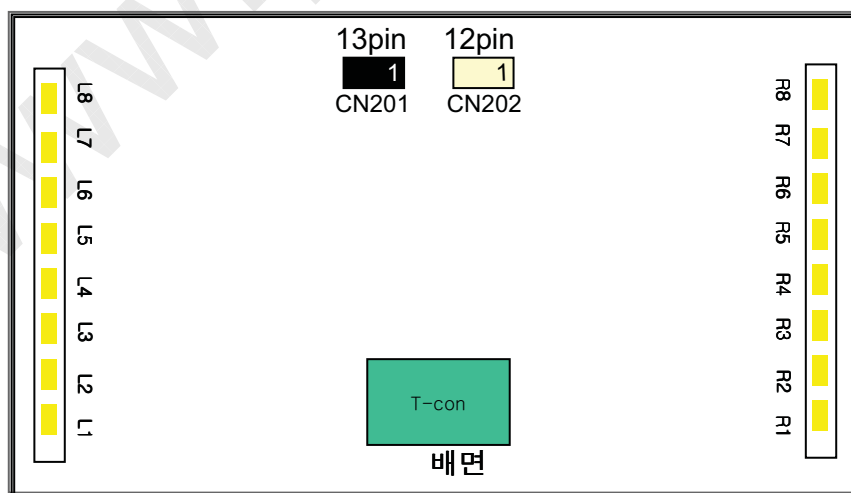 13pin 12pin
1 1
CN201 CN202
L8
L7
L6
L5
L4
L3
L2
L1
R8
R7
R6
R5
R4
R3
R2
R1
T-con
배면